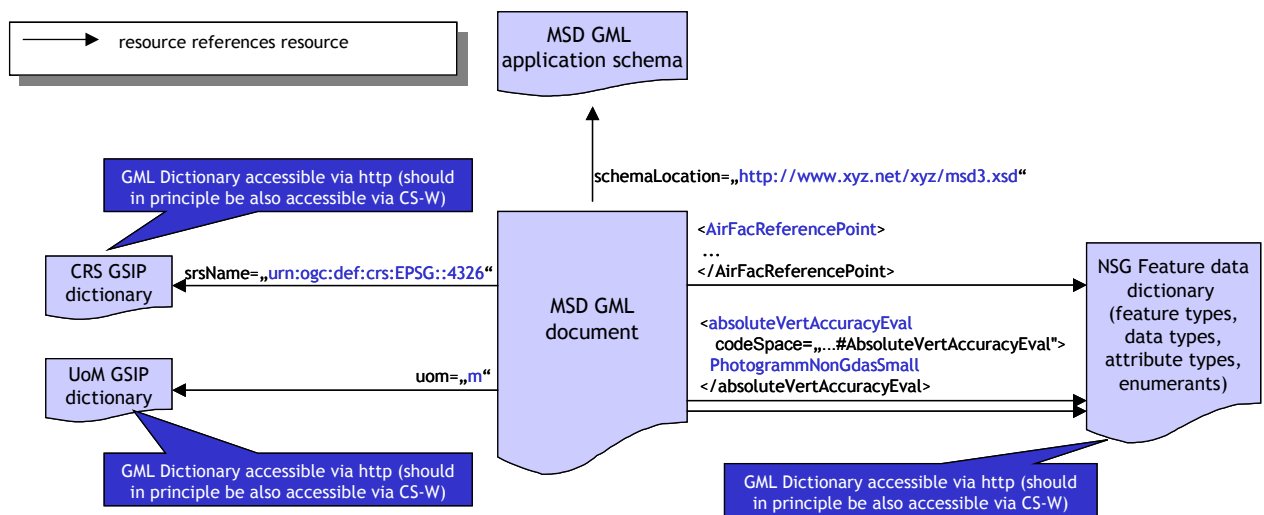 resource references resource
MSD GML
application schema
GML Dictionary accessible via http (should
in principle be also accessible via CS-W)
schemaLocation=„http://www.xyz.net/xyz/msd3.xsd“
CRS GSIP
dictionary
srsName=„urn:ogc:def:crs:EPSG::4326“
MSD GML
document
<AirFacReferencePoint>
...
</AirFacReferencePoint>
<absoluteVertAccuracyEval
codeSpace=„...#AbsoluteVertAccuracyEval">
PhotogrammNonGdasSmall
</absoluteVertAccuracyEval>
NSG Feature data
dictionary
(feature types,
data types,
attribute types,
enumerants)
UoM GSIP
dictionary
uom=„m“
GML Dictionary accessible via http (should
in principle be also accessible via CS-W)
GML Dictionary accessible via http (should
in principle be also accessible via CS-W)